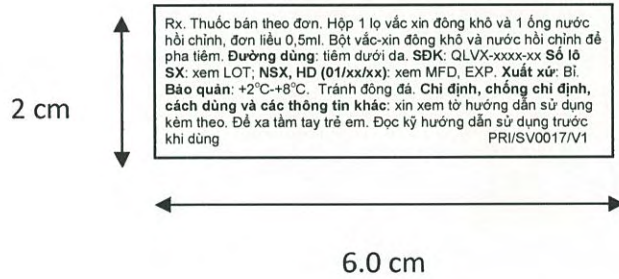 Rx. Thuốc bán theo đơn. Hộp 1 lọ vắc xin đông khô và 1 ống nước
hồi chỉnh, đơn liều 0,5ml. Bột vắc-xin đông khô và nước hồi chỉnh để
pha tiêm. Đường dùng: tiêm dưới da. SĐK: QLVX-xxxx-xx Số lô
SX: xem LOT; NSX, HD (01/xx/xx): xem MFD, EXP. Xuất xứ: Bỉ.
Bảo quản: +2°C-+8°C. Tránh đông đá. Chỉ định, chống chỉ định,
cách dùng và các thông tin khác: xin xem tờ hướng dẫn sử dụng
kèm theo. Để xa tầm tay trẻ em. Đọc kỹ hướng dẫn sử dụng trước
khi dùng PRI/SV0017/V1
2 cm
6.0 cm